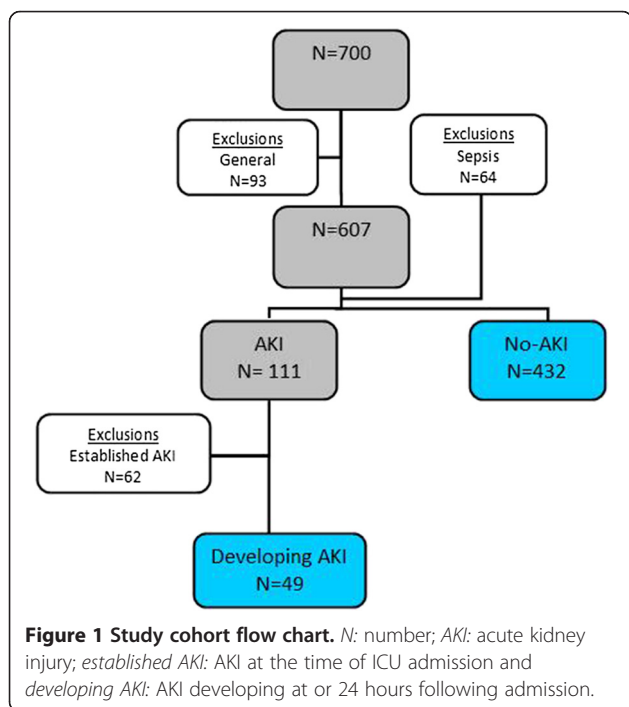 N=700
Exclusions
General
N=93
Exclusions
Sepsis
N=64
N=607
AKI
N= 111
No-AKI
N=432
Exclusions
Established AKI
N=62
Developing AKI
N=49
Figure 1 Study cohort flow chart. N: number; AKI: acute kidney
injury; established AKI: AKI at the time of ICU admission and
developing AKI: AKI developing at or 24 hours following admission.